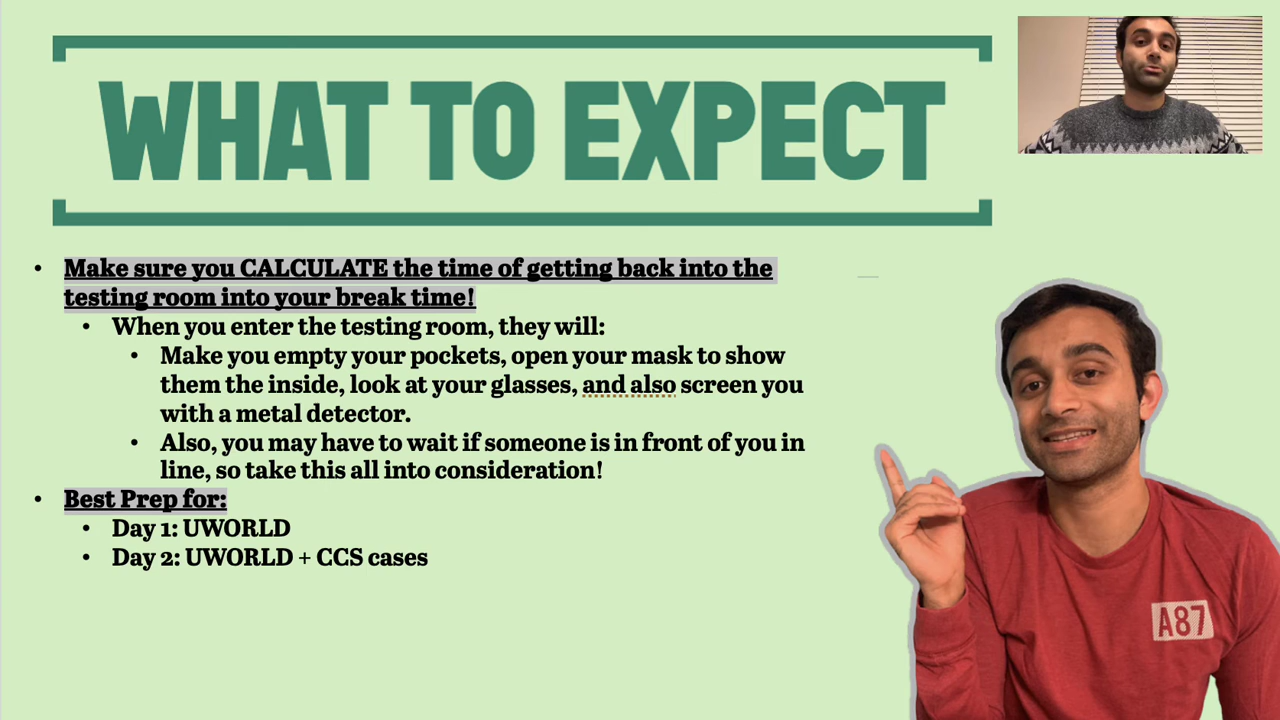 WHAT TO EXPECT
• Make sure you CALCULATE the time of getting back into the
testing room into your break time!
• When you enter the testing room, they will:
• Make you empty your pockets, open your mask to show
them the inside, look at your glasses, and also screen you
with a metal detector.
• Also, you may have to wait if someone is in front of you in
line, so take this all into consideration!
• Best Prep for:
• Day 1: UWORLD
• Day 2: UWORLD + CCS cases
A87